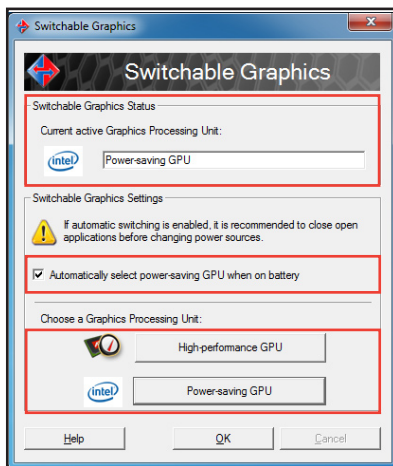 Switchable Graphics
Switchable Graphics
Switchable Graphics Status
Current active Graphics Processing Unit:
intel
Power-saving GPU
Switchable Graphics Settings
If automatic switching is enabled, it is recommended to close open
applications before changing power sources.
Automatically select power-saving GPU when on battery
Choose a Graphics Processing Unit:
High-performance GPU
intel
Power-saving GPU
Help
OK
Cancel